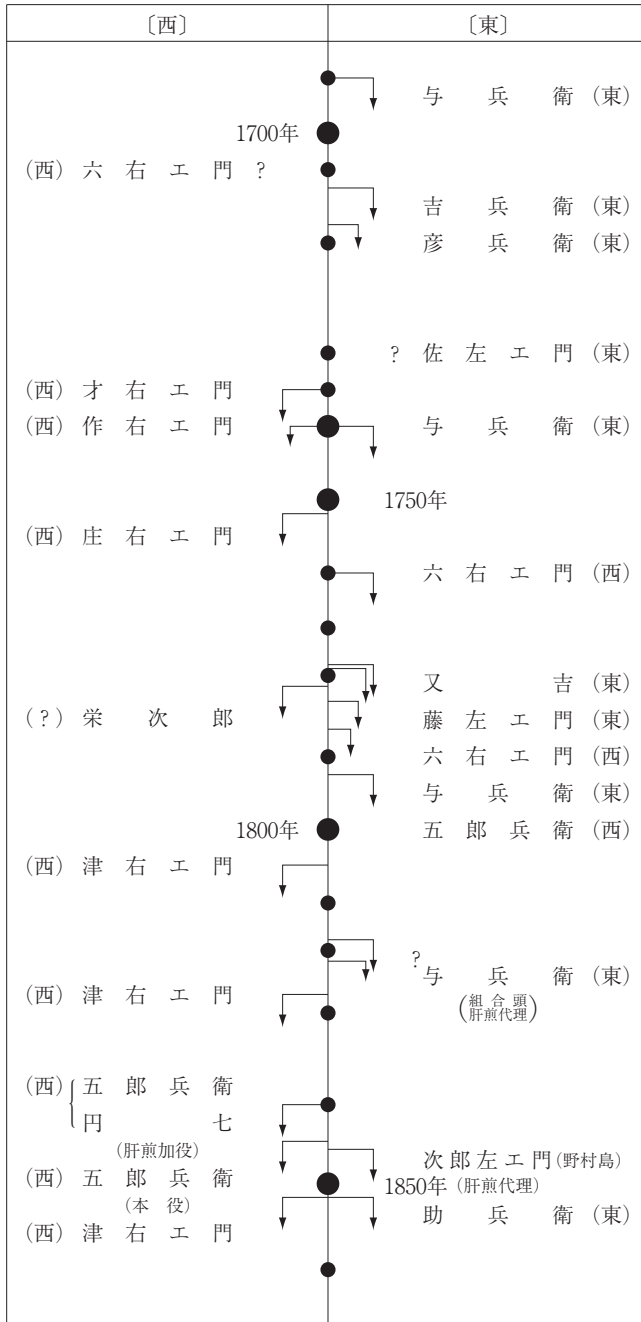 〔西〕 〔東〕
与兵衛(東)
1700年
(西)六右エ門?
吉兵衛(東)
彦兵衛(東)
?佐左エ門(東)
(西)才右エ門
(西)作右エ門 与兵衛(東)
1750年
(西)庄右エ門
六右エ門(西)
又吉(東)
(?)栄次郎 藤左エ門(東)
六右エ門(西)
与兵衛(東)
1800年 五郎兵衛(西)
(西)津右エ門
?与兵衛(東)
(西)津右エ門 (組合頭肝煎代理)
(西)五郎兵衛
円七
(肝煎加役)
(西)五郎兵衛 次郎左エ門(野村島)
(本役) 1850年(肝煎代理)
(西)津右エ門 助兵衛(東)